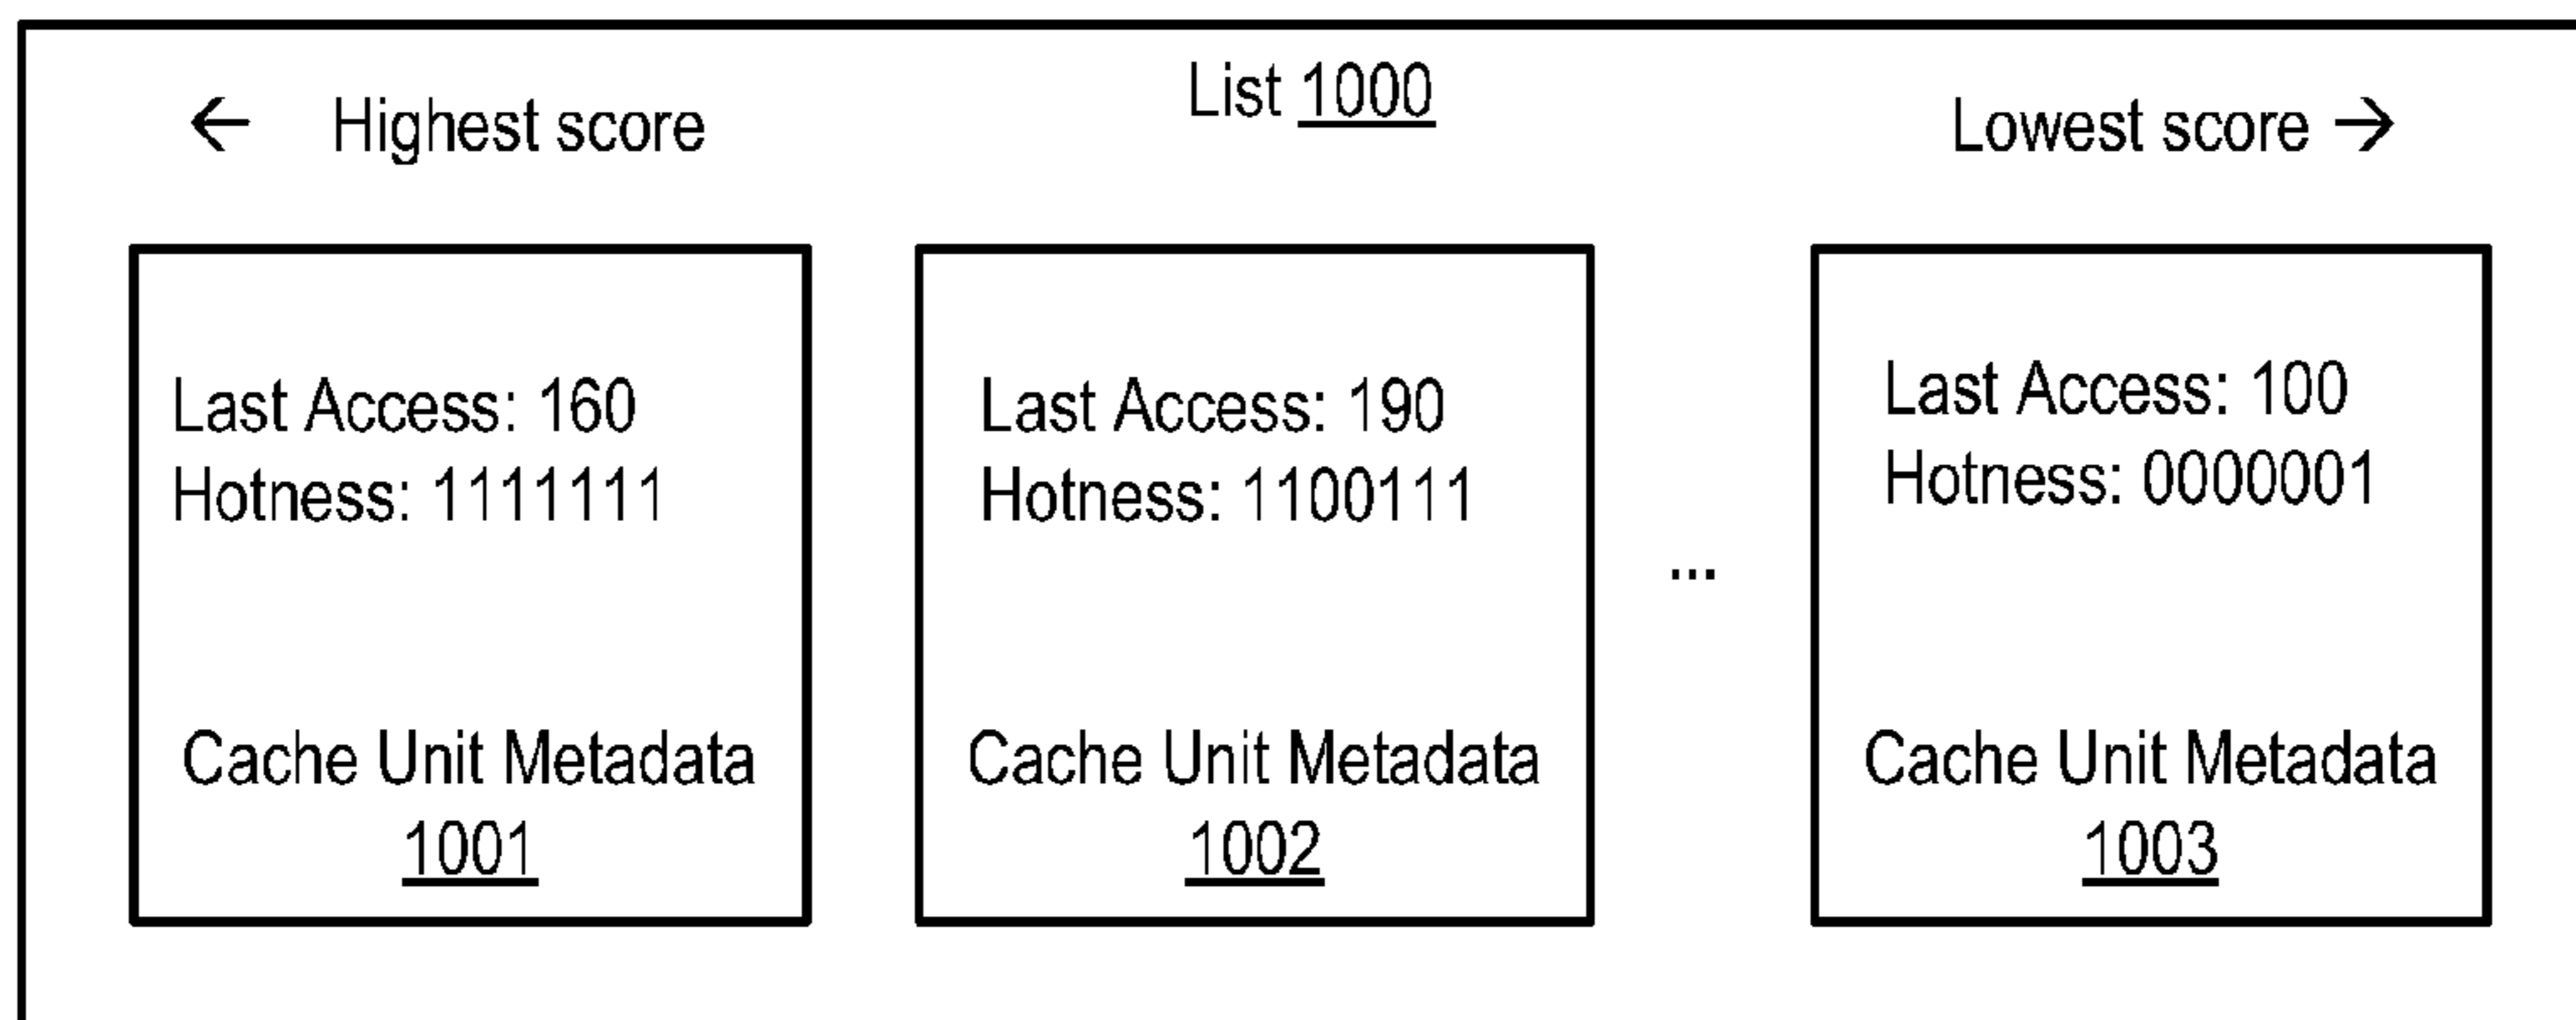 List 1000
← Highest score
Lowest score →
Last Access: 160
Hotness: 1111111
Cache Unit Metadata
1001
Last Access: 190
Hotness: 1100111
Cache Unit Metadata
1002
...
Last Access: 100
Hotness: 0000001
Cache Unit Metadata
1003